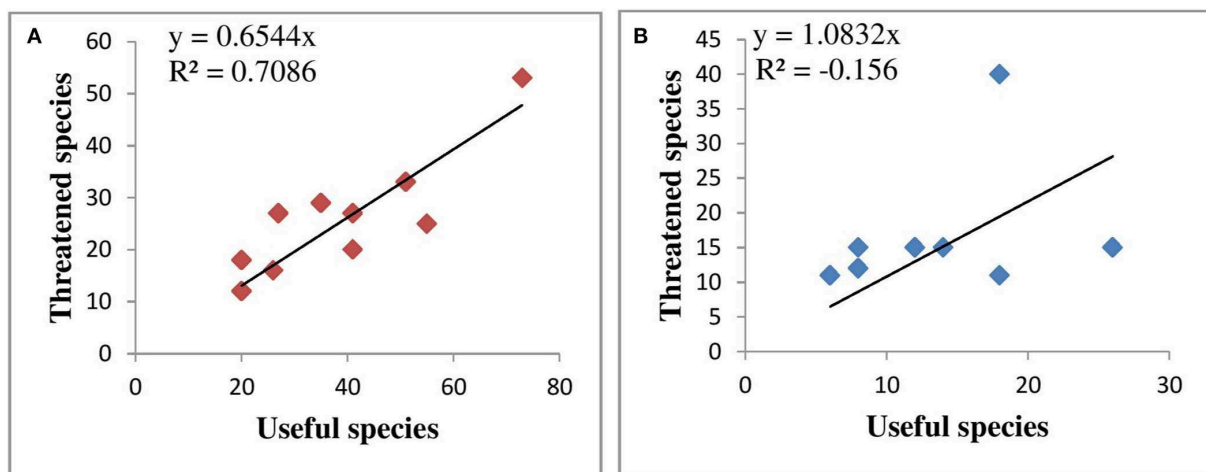 A
y = 0.6544x
R² = 0.7086
Threatened species
60
50
40
30
20
10
0
0 20 40 60 80
Useful species
B
y = 1.0832x
R² = -0.156
Threatened species
45
40
35
30
25
20
15
10
5
0
0 10 20 30
Useful species